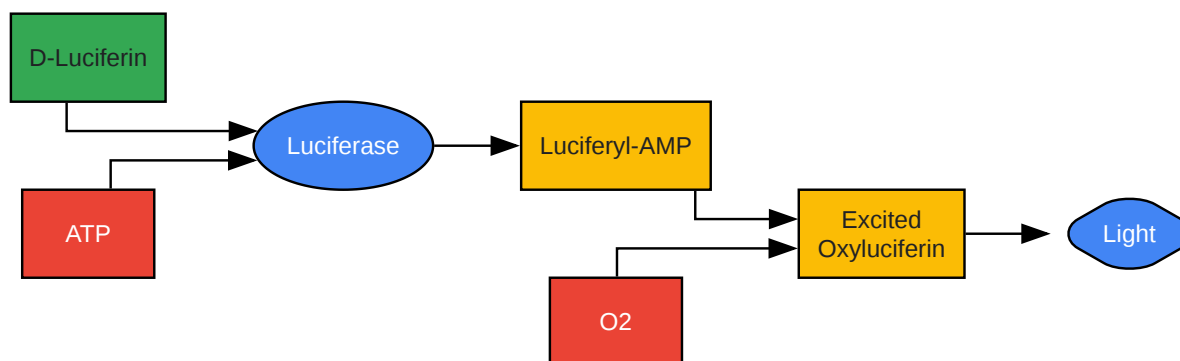 D-Luciferin
ATP
Luciferase
Luciferyl-AMP
O2
Excited
Oxyluciferin
Light